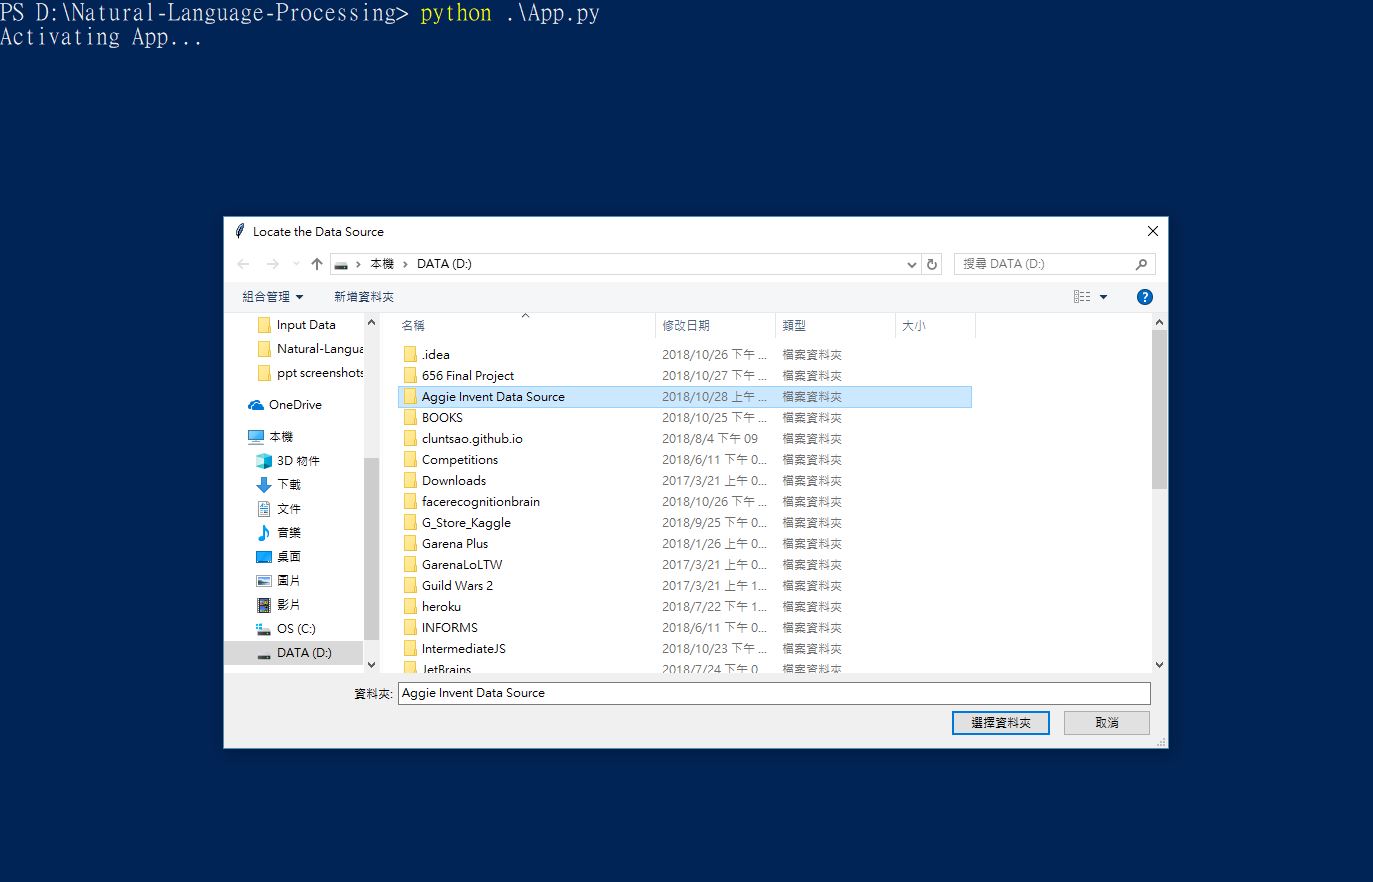 PS D:\Natural-Language-Processing> python .\App.py
Activating App...
Locate the Data Source
本機 > DATA (D:)
搜尋 DATA (D:)
組合管理
新增資料夾
Input Data
Natural-Langua
ppt screenshots
OneDrive
本機
3D 物件
下載
文件
音樂
桌面
圖片
影片
OS (C:)
DATA (D:)
名稱 修改日期 類型 大小
.idea 2018/10/26 下午 ... 檔案資料夾
656 Final Project 2018/10/27 下午 ... 檔案資料夾
Aggie Invent Data Source 2018/10/28 上午 ... 檔案資料夾
BOOKS 2018/10/25 下午 ... 檔案資料夾
cluntsao.github.io 2018/8/4 下午 09 檔案資料夾
Competitions 2018/6/11 下午 0... 檔案資料夾
Downloads 2017/3/21 上午 0... 檔案資料夾
facerecognitionbrain 2018/10/26 下午 ... 檔案資料夾
G_Store_Kaggle 2018/9/25 下午 0... 檔案資料夾
Garena Plus 2018/1/26 上午 0... 檔案資料夾
GarenaLoLTW 2017/3/21 上午 0... 檔案資料夾
Guild Wars 2 2017/3/21 上午 1... 檔案資料夾
heroku 2018/7/22 下午 1... 檔案資料夾
INFORMS 2018/6/11 下午 0... 檔案資料夾
IntermediateJS 2018/10/23 下午 ... 檔案資料夾
JetBrains 2018/7/24 下午 0 檔案資料夾
資料夾: Aggie Invent Data Source
選擇資料夾
取消